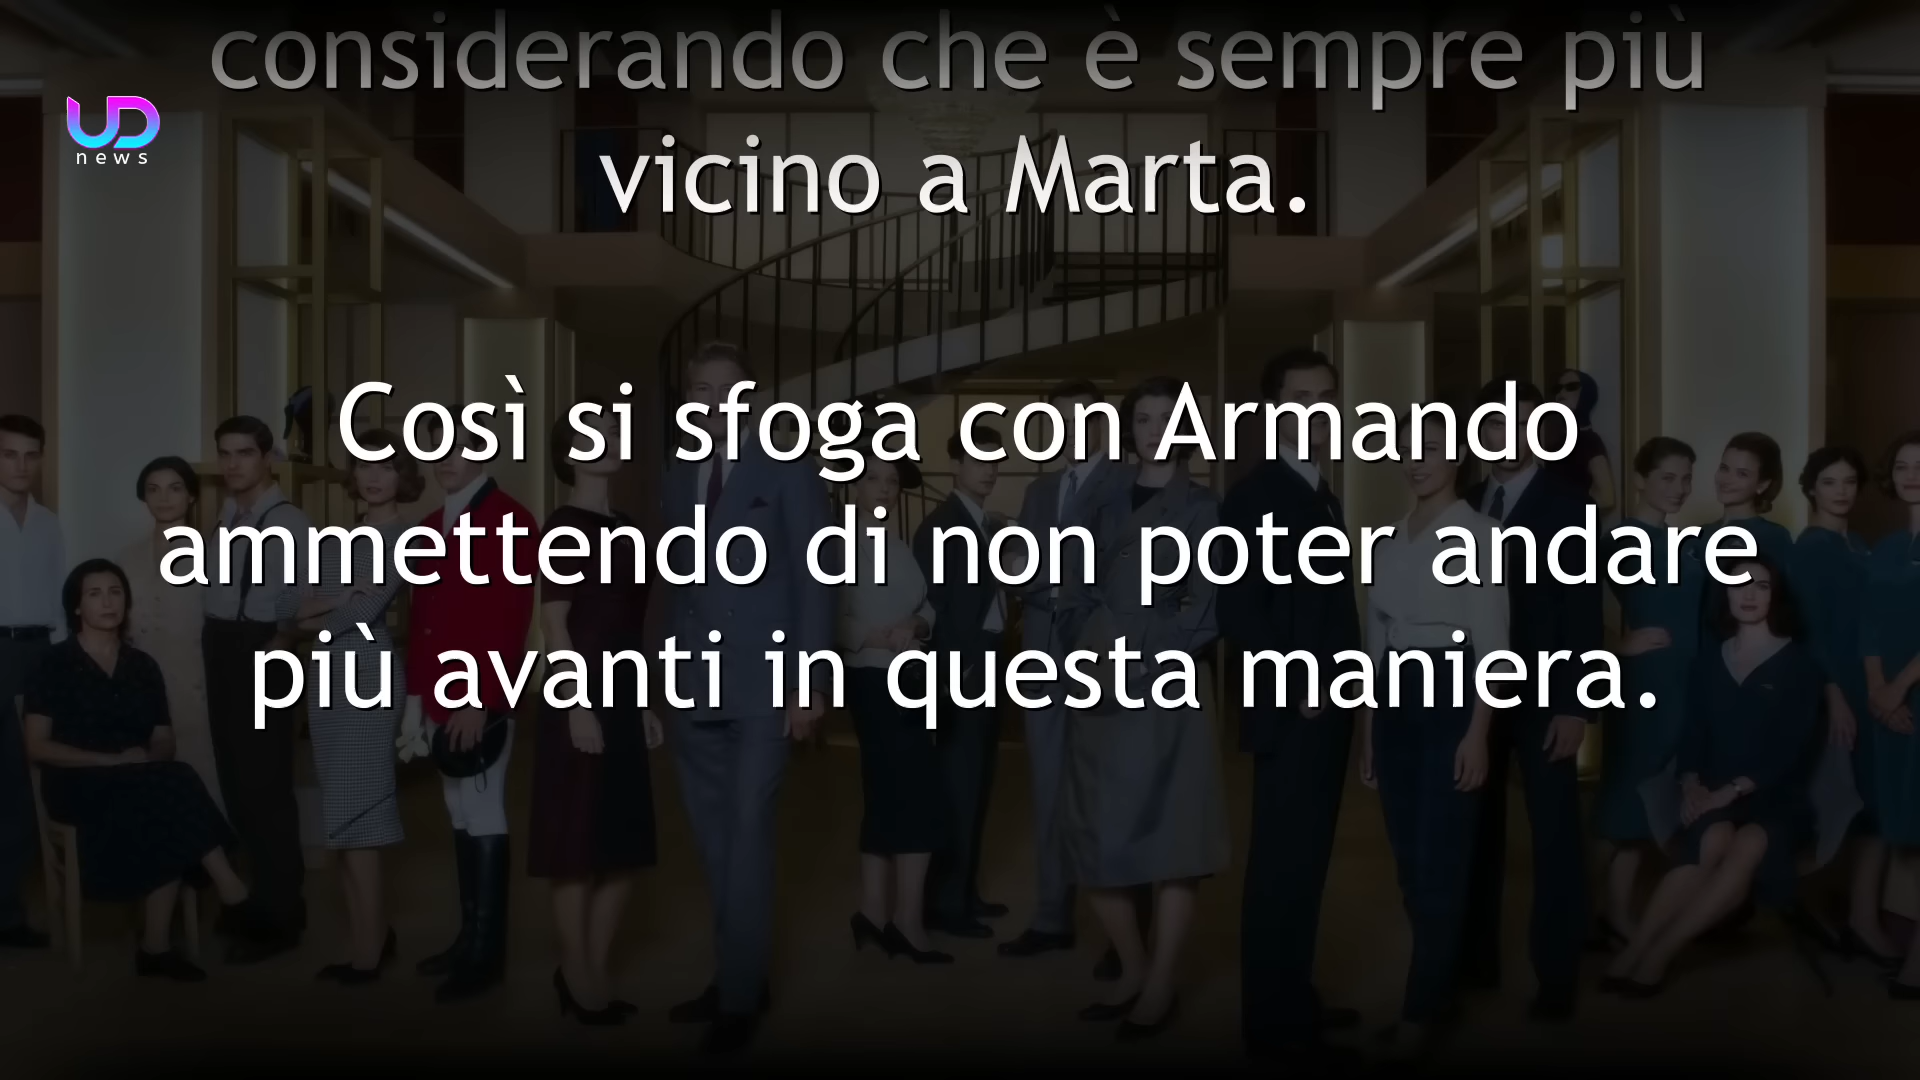 considerando che è sempre più
UD
news
vicino a Marta.
Così si sfoga con Armando
ammettendo di non poter andare
più avanti in questa maniera.